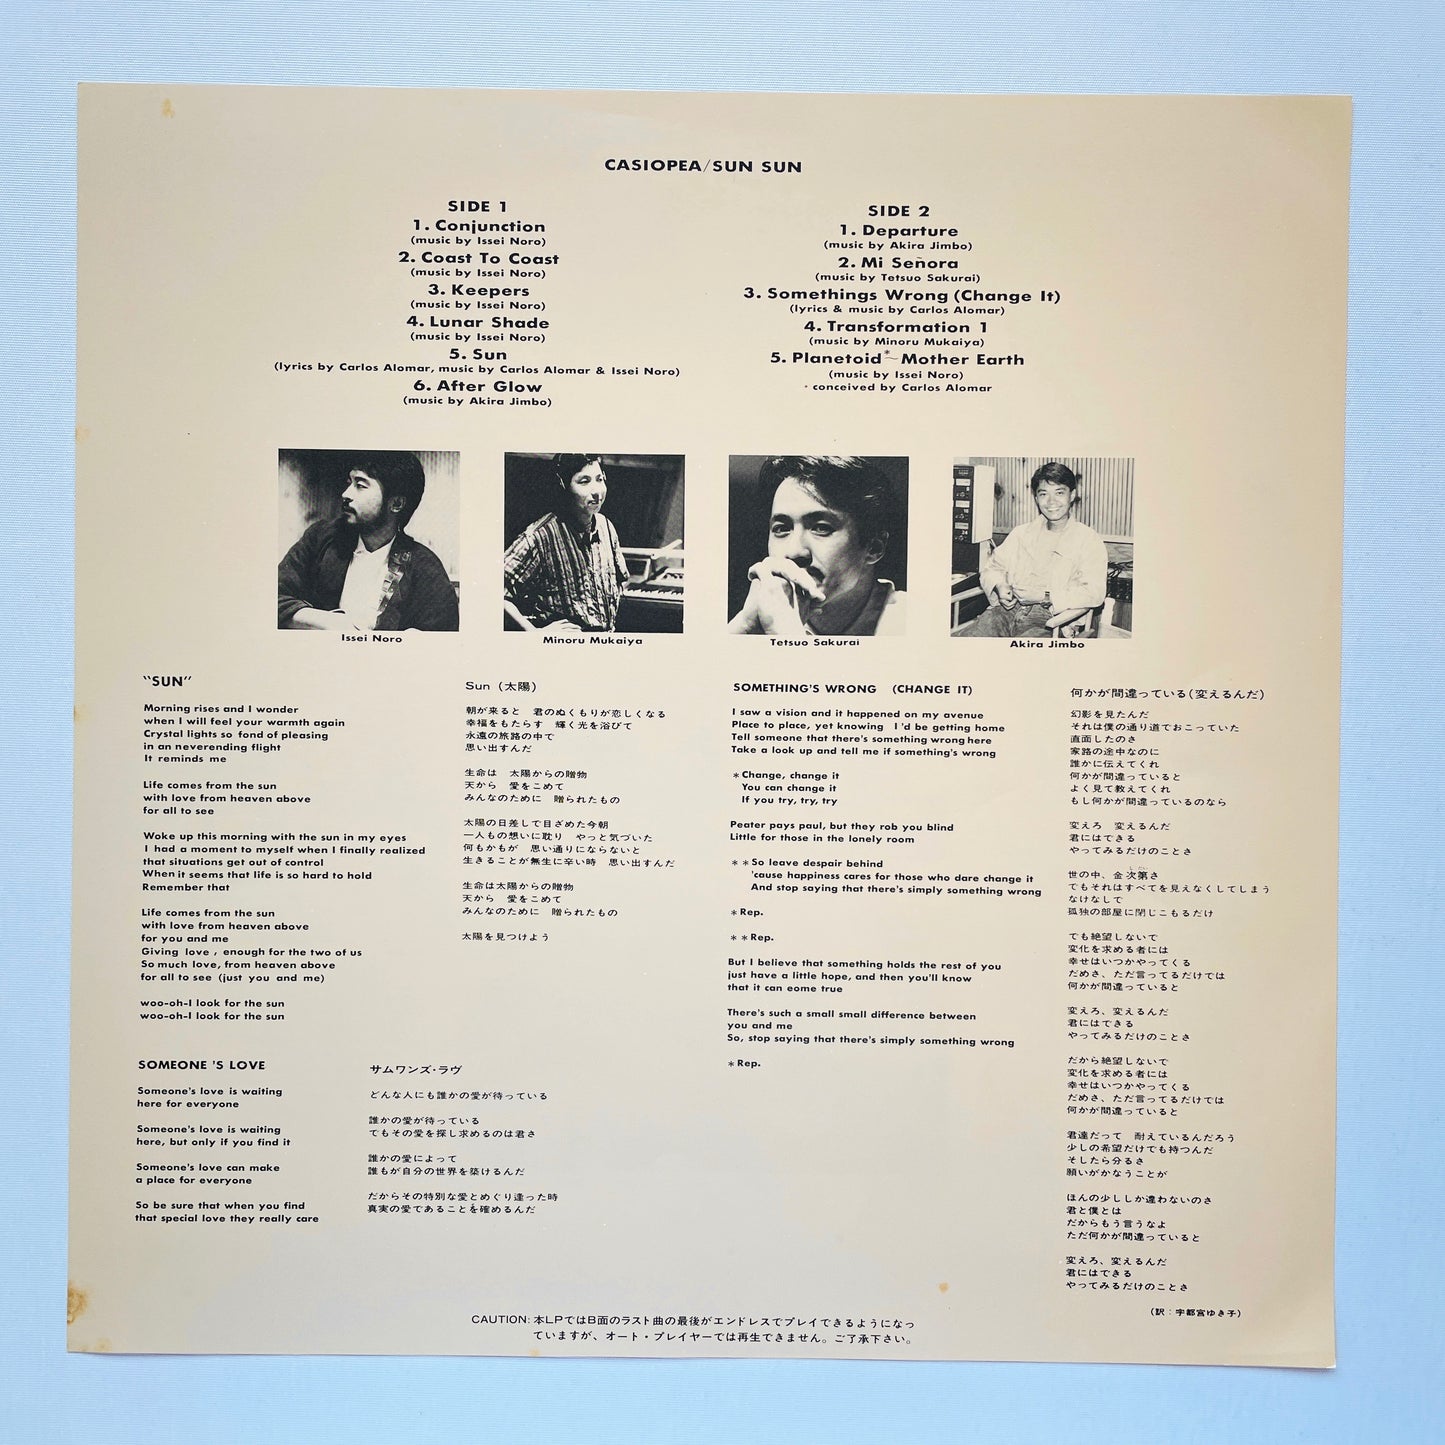 CASIOPEA/SUN SUN
SIDE 1
1. Conjunction
(music by Issei Noro)
2. Coast To Coast
(music by Issei Noro)
3. Keepers
(music by Issei Noro)
4. Lunar Shade
(music by Issei Noro)
5. Sun
(lyrics by Carlos Alomar, music by Carlos Alomar & Issei Noro)
6. After Glow
(music by Akira Jimbo)
SIDE 2
1. Departure
(music by Akira Jimbo)
2. Mi Señora
(music by Tetsuo Sakurai)
3. Somethings Wrong (Change It)
(lyrics & music by Carlos Alomar)
4. Transformation 1
(music by Minoru Mukaiya)
5. Planetoid*~Mother Earth
(music by Issei Noro)
* conceived by Carlos Alomar
Issei Noro
Minoru Mukaiya
Tetsuo Sakurai
Akira Jimbo
"SUN"
Morning rises and I wonder
when I will feel your warmth again
Crystal lights so fond of pleasing
in an neverending flight
It reminds me
Life comes from the sun
with love from heaven above
for all to see
Woke up this morning with the sun in my eyes
I had a moment to myself when I finally realized
that situations get out of control
When it seems that life is so hard to hold
Remember that
Life comes from the sun
with love from heaven above
for you and me
Giving love , enough for the two of us
So much love, from heaven above
for all to see (just you and me)
woo-oh-I look for the sun
woo-oh-I look for the sun
Sun (太陽)
朝が来ると 君のぬくもりが恋しくなる
幸福をもたらす 輝く光を浴びて
永遠の旅路の中で
思い出すんだ
生命は 太陽からの贈物
天から 愛をこめて
みんなのために 贈られたもの
太陽の日差しで目ざめた今朝
一人もの想いに耽り やっと気づいた
何もかもが 思い通りにならないと
生きることが無生に辛い時 思い出すんだ
生命は太陽からの贈物
天から 愛をこめて
みんなのために 贈られたもの
太陽を見つけよう
SOMEONE 'S LOVE
Someone's love is waiting
here for everyone
Someone's love is waiting
here, but only if you find it
Someone's love can make
a place for everyone
So be sure that when you find
that special love they really care
サムワンズ・ラヴ
どんな人にも誰かの愛が待っている
誰かの愛が待っている
でもその愛を探し求めるのは君さ
誰かの愛によって
誰もが自分の世界を築けるんだ
だからその特別な愛とめぐり逢った時
真実の愛であることを確めるんだ
SOMETHING'S WRONG (CHANGE IT)
I saw a vision and it happened on my avenue
Place to place, yet knowing I'd be getting home
Tell someone that there's something wrong here
Take a look up and tell me if something's wrong
* Change, change it
You can change it
If you try, try, try
Peater pays paul, but they rob you blind
Little for those in the lonely room
* * So leave despair behind
'cause happiness cares for those who dare change it
And stop saying that there's simply something wrong
* Rep.
* * Rep.
But I believe that something holds the rest of you
just have a little hope, and then you'll know
that it can eome true
There's such a small small difference between
you and me
So, stop saying that there's simply something wrong
* Rep.
何かが間違っている(変えるんだ)
幻影を見たんだ
それは僕の通り道でおこっていた
直面したのさ
家路の途中なのに
誰かに伝えてくれ
何かが間違っていると
よく見て教えてくれ
もし何かが間違っているのなら
変えろ 変えるんだ
君にはできる
やってみるだけのことさ
世の中、金次第さ
でもそれはすべてを見えなくしてしまう
なけなしで
孤独の部屋に閉じこもるだけ
でも絶望しないで
変化を求める者には
幸せはいつかやってくる
だめさ、ただ言ってるだけでは
何かが間違っていると
変えろ、変えるんだ
君にはできる
やってみるだけのことさ
だから絶望しないで
変化を求める者には
幸せはいつかやってくる
だめさ、ただ言ってるだけでは
何かが間違っていると
君達だって 耐えているんだろう
少しの希望だけでも持つんだ
そしたら分るさ
願いがかなうことが
ほんの少ししか違わないのさ
君と僕とは
だからもう言うなよ
ただ何かが間違っていると
変えろ、変えるんだ
君にはできる
やってみるだけのことさ
(訳:宇都宮ゆき子)
CAUTION: 本LPではB面のラスト曲の最後がエンドレスでプレイできるようになっ
ていますが、オート・プレイヤーでは再生できません。ご了承下さい。